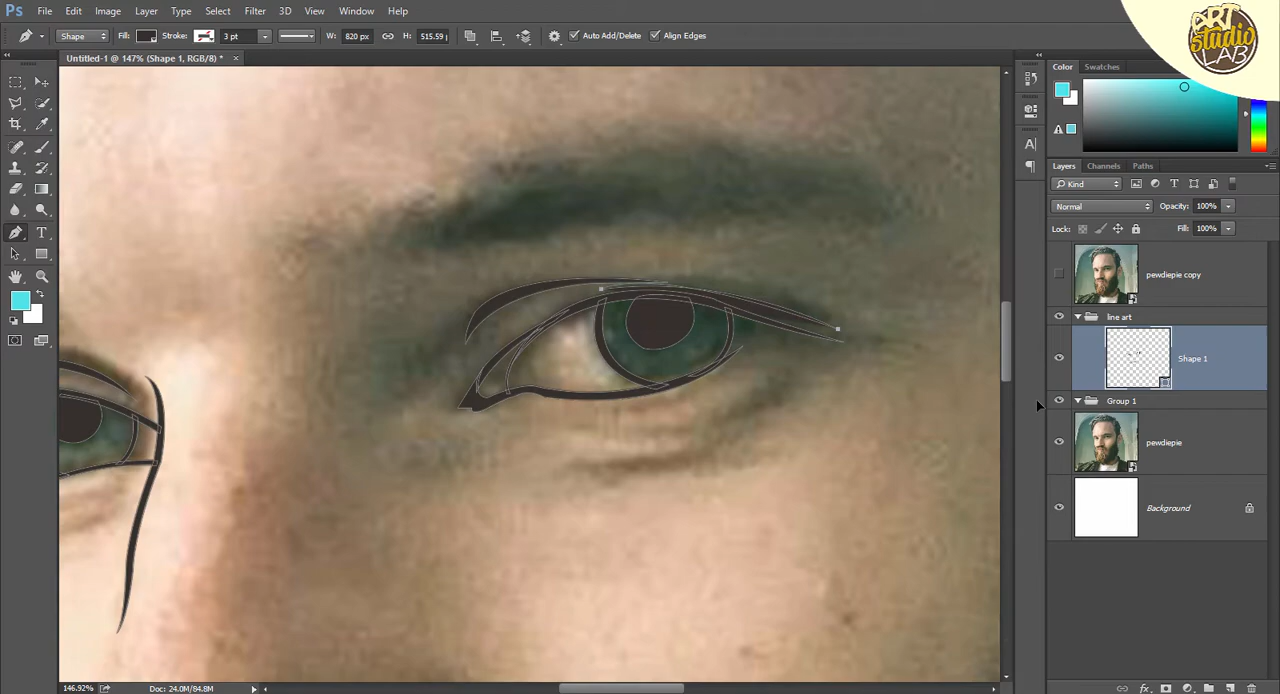 Ps File Edit Image Layer Type Select Filter 3D View Window Help
ART
studio
LAB
Shape Fill: Stroke: 3 pt W: 820 px H: 515.59 Auto Add/Delete Align Edges
Untitled-1 @ 147% (Shape 1, RGB/8) * ×
Color Swatches
Layers Channels Paths
Kind
Normal Opacity: 100%
Lock: Fill: 100%
pewdiepie copy
line art
Shape 1
Group 1
pewdiepie
Background
146.92% Doc: 24.0M/84.8M
fx